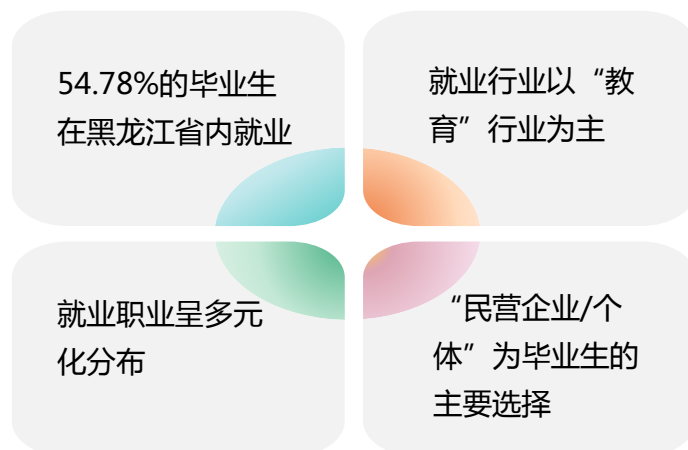 54.78%的毕业生
在黑龙江省内就业
就业行业以“教
育”行业为主
就业职业呈多元
化分布
“民营企业/个
体”为毕业生的
主要选择